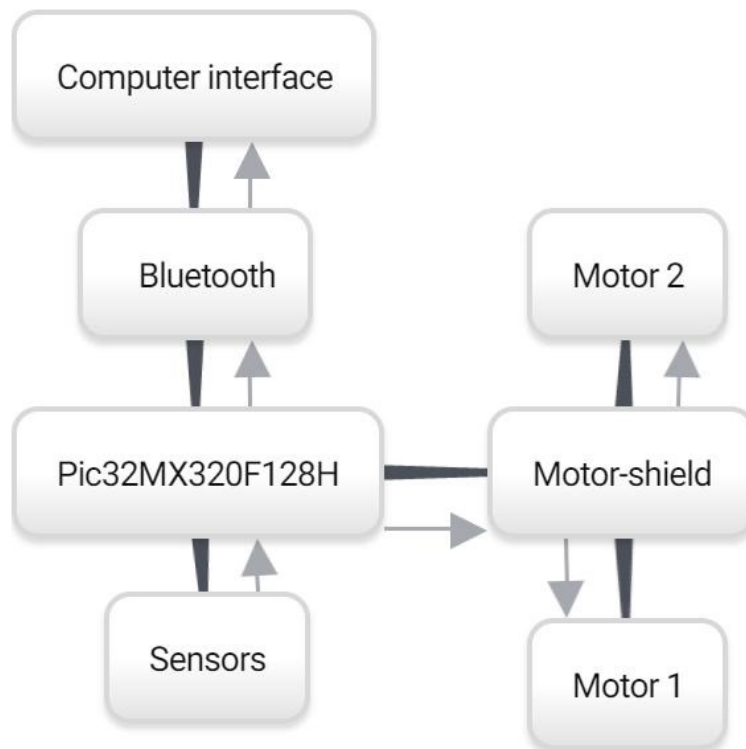 Computer interface
Bluetooth
Motor 2
Pic32MX320F128H
Motor-shield
Sensors
Motor 1